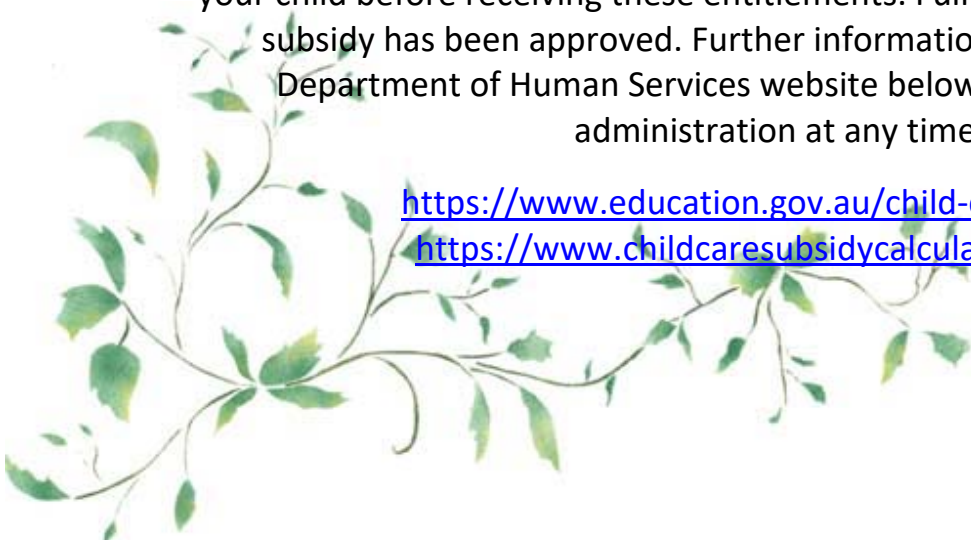 your child before receiving these entitlements. Full
subsidy has been approved. Further informatio
Department of Human Services website below
administration at any time
https://www.education.gov.au/child-
https://www.childcaresubsidycalcula